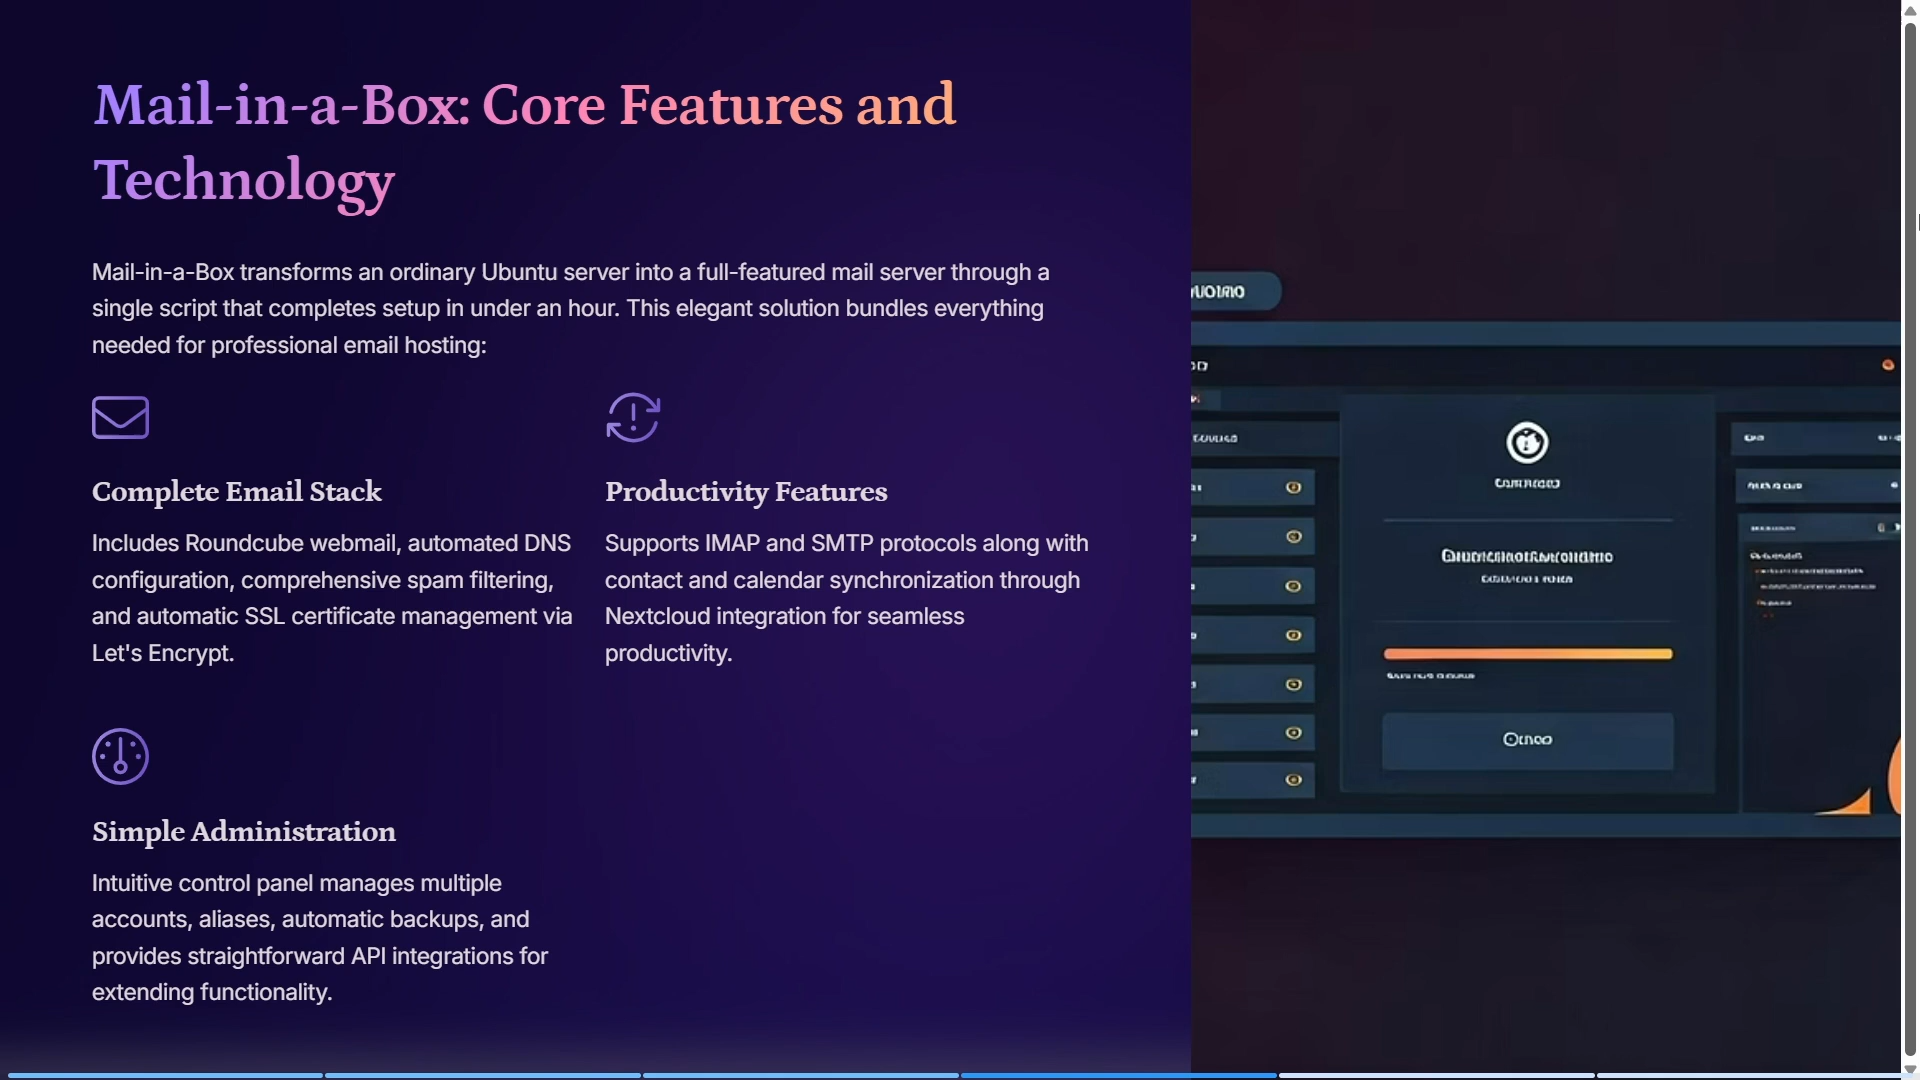 Mail-in-a-Box: Core Features and
Technology
Mail-in-a-Box transforms an ordinary Ubuntu server into a full-featured mail server through a
single script that completes setup in under an hour. This elegant solution bundles everything
needed for professional email hosting:
Complete Email Stack
Includes Roundcube webmail, automated DNS
configuration, comprehensive spam filtering,
and automatic SSL certificate management via
Let's Encrypt.
Productivity Features
Supports IMAP and SMTP protocols along with
contact and calendar synchronization through
Nextcloud integration for seamless
productivity.
Simple Administration
Intuitive control panel manages multiple
accounts, aliases, automatic backups, and
provides straightforward API integrations for
extending functionality.